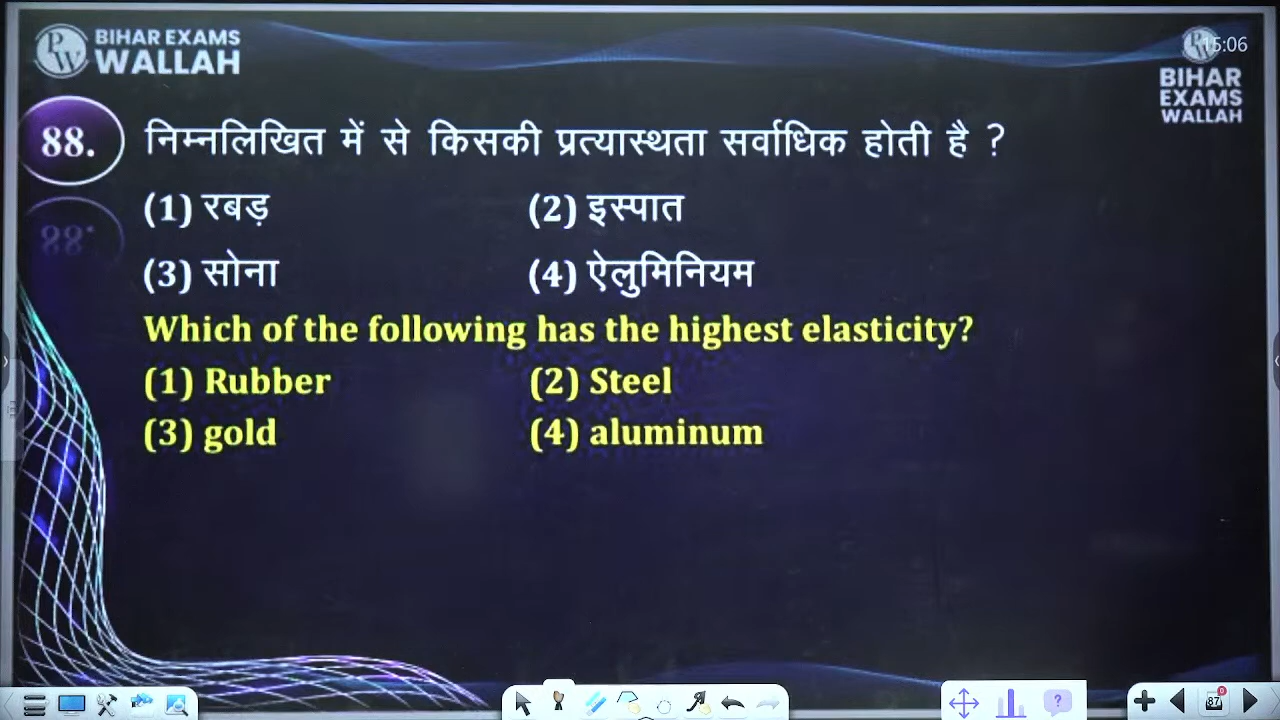 BIHAR EXAMS
WALLAH
15:06
BIHAR
EXAMS
WALLAH
88. निम्नलिखित में से किसकी प्रत्यास्थता सर्वाधिक होती है ?
(1) रबड़ (2) इस्पात
(3) सोना (4) ऐलुमिनियम
Which of the following has the highest elasticity?
(1) Rubber (2) Steel
(3) gold (4) aluminum
87